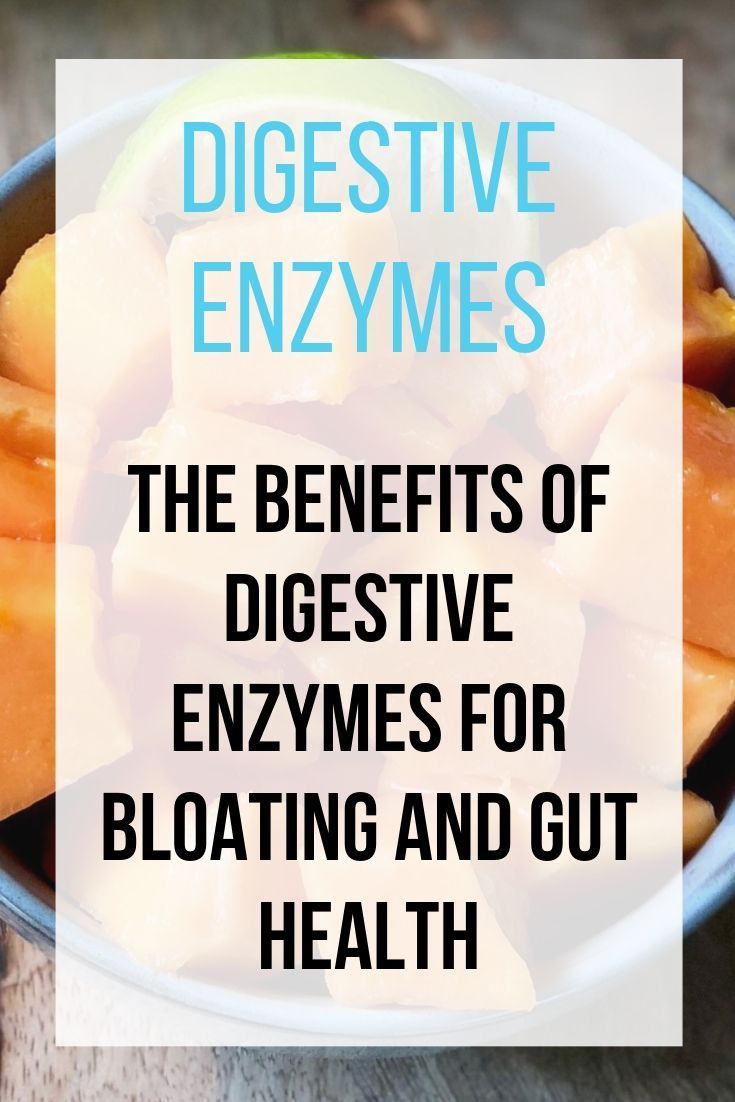 DIGESTIVE
ENZYMES
THE BENEFITS OF
DIGESTIVE
ENZYMES FOR
BLOATING AND GUT
HEALTH